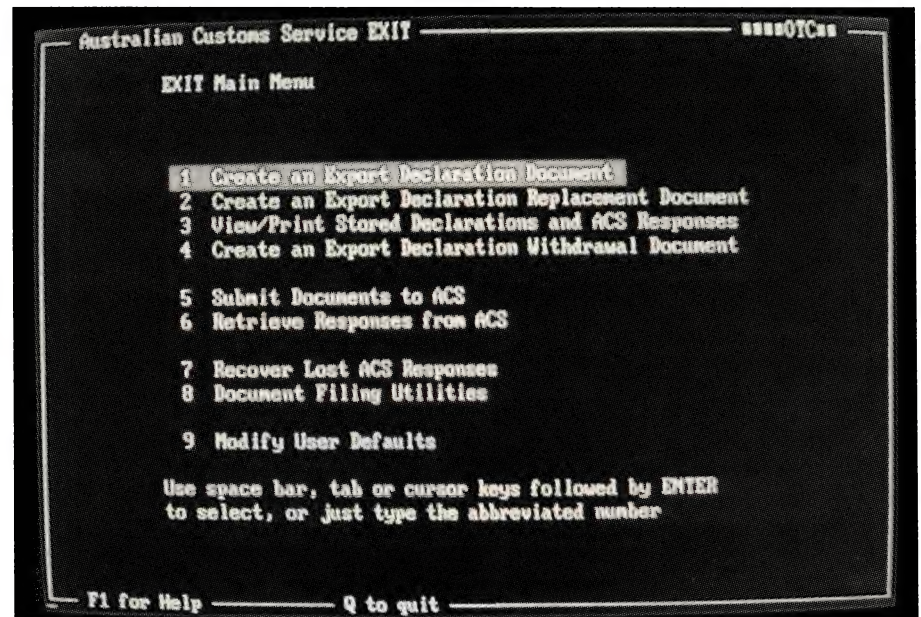 Australian Customs Service EXIT ■■■■OTC■■
EXIT Main Menu
1 Create an Export Declaration Document
2 Create an Export Declaration Replacement Document
3 View/Print Stored Declarations and ACS Responses
4 Create an Export Declaration Withdrawal Document
5 Submit Documents to ACS
6 Retrieve Responses from ACS
7 Recover Lost ACS Responses
8 Document Filing Utilities
9 Modify User Defaults
Use space bar, tab or cursor keys followed by ENTER
to select, or just type the abbreviated number
F1 for Help Q to quit